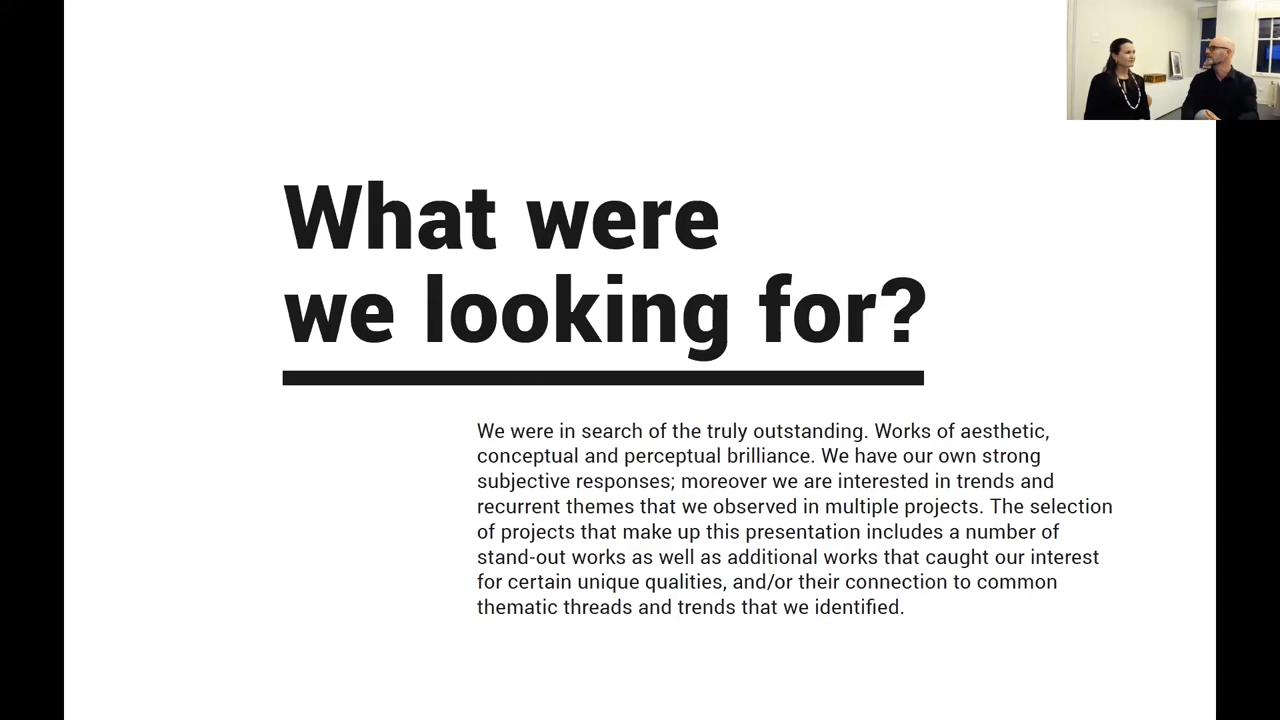 What were
we looking for?
We were in search of the truly outstanding. Works of aesthetic,
conceptual and perceptual brilliance. We have our own strong
subjective responses; moreover we are interested in trends and
recurrent themes that we observed in multiple projects. The selection
of projects that make up this presentation includes a number of
stand-out works as well as additional works that caught our interest
for certain unique qualities, and/or their connection to common
thematic threads and trends that we identified.